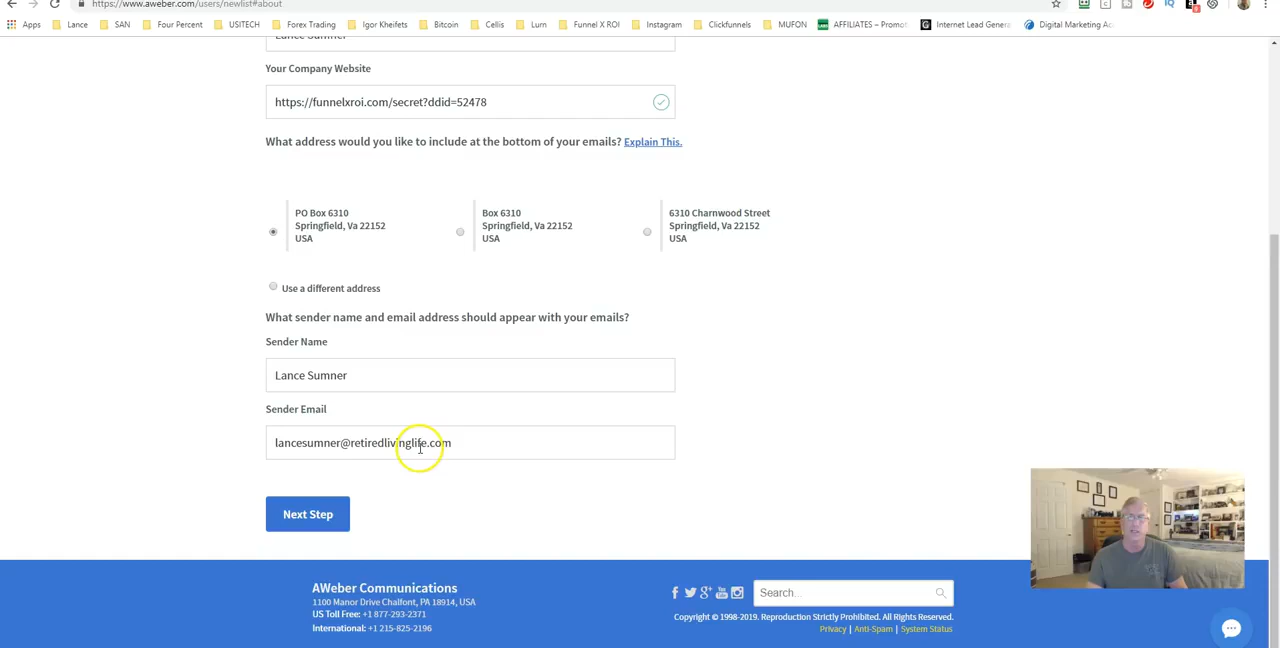 https://www.aweber.com/users/newlist#about
Apps Lance SAN Four Percent USITECH Forex Trading Igor Kheifets Bitcoin Cellis Lurn Funnel X ROI Instagram Clickfunnels MUFON AFFILIATES – Promot Internet Lead Genera Digital Marketing Ac
Lance Sumner
Your Company Website
https://funnelxroi.com/secret?ddid=52478
What address would you like to include at the bottom of your emails? Explain This.
PO Box 6310
Springfield, Va 22152
USA
Box 6310
Springfield, Va 22152
USA
6310 Charnwood Street
Springfield, Va 22152
USA
Use a different address
What sender name and email address should appear with your emails?
Sender Name
Lance Sumner
Sender Email
lancesumner@retiredlivinglife.com
Next Step
AWeber Communications
1100 Manor Drive Chalfont, PA 18914, USA
US Toll Free: +1 877-293-2371
International: +1 215-825-2196
Search...
Copyright © 1998-2019. Reproduction Strictly Prohibited. All Rights Reserved.
Privacy | Anti-Spam | System Status